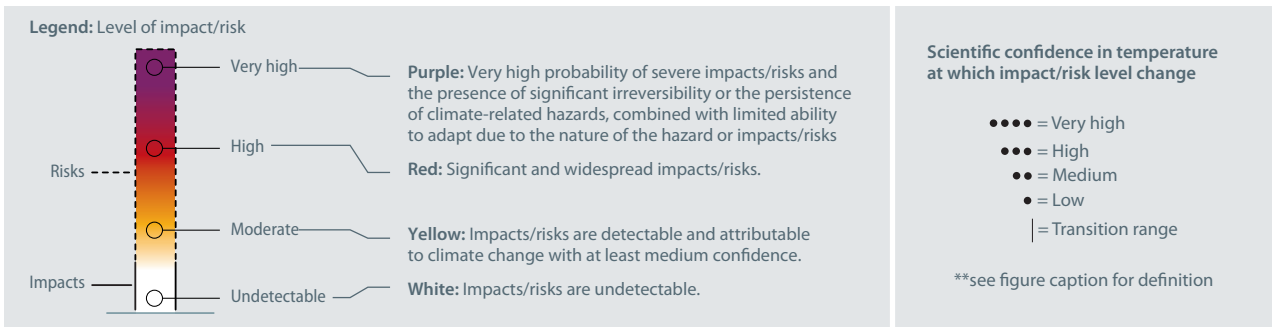 Legend: Level of impact/risk
Very high
High
Risks
Moderate
Impacts
Undetectable
Purple: Very high probability of severe impacts/risks and
the presence of significant irreversibility or the persistence
of climate-related hazards, combined with limited ability
to adapt due to the nature of the hazard or impacts/risks
Red: Significant and widespread impacts/risks.
Yellow: Impacts/risks are detectable and attributable
to climate change with at least medium confidence.
White: Impacts/risks are undetectable.
Scientific confidence in temperature
at which impact/risk level change
•••• = Very high
••• = High
•• = Medium
• = Low
| = Transition range
**see figure caption for definition